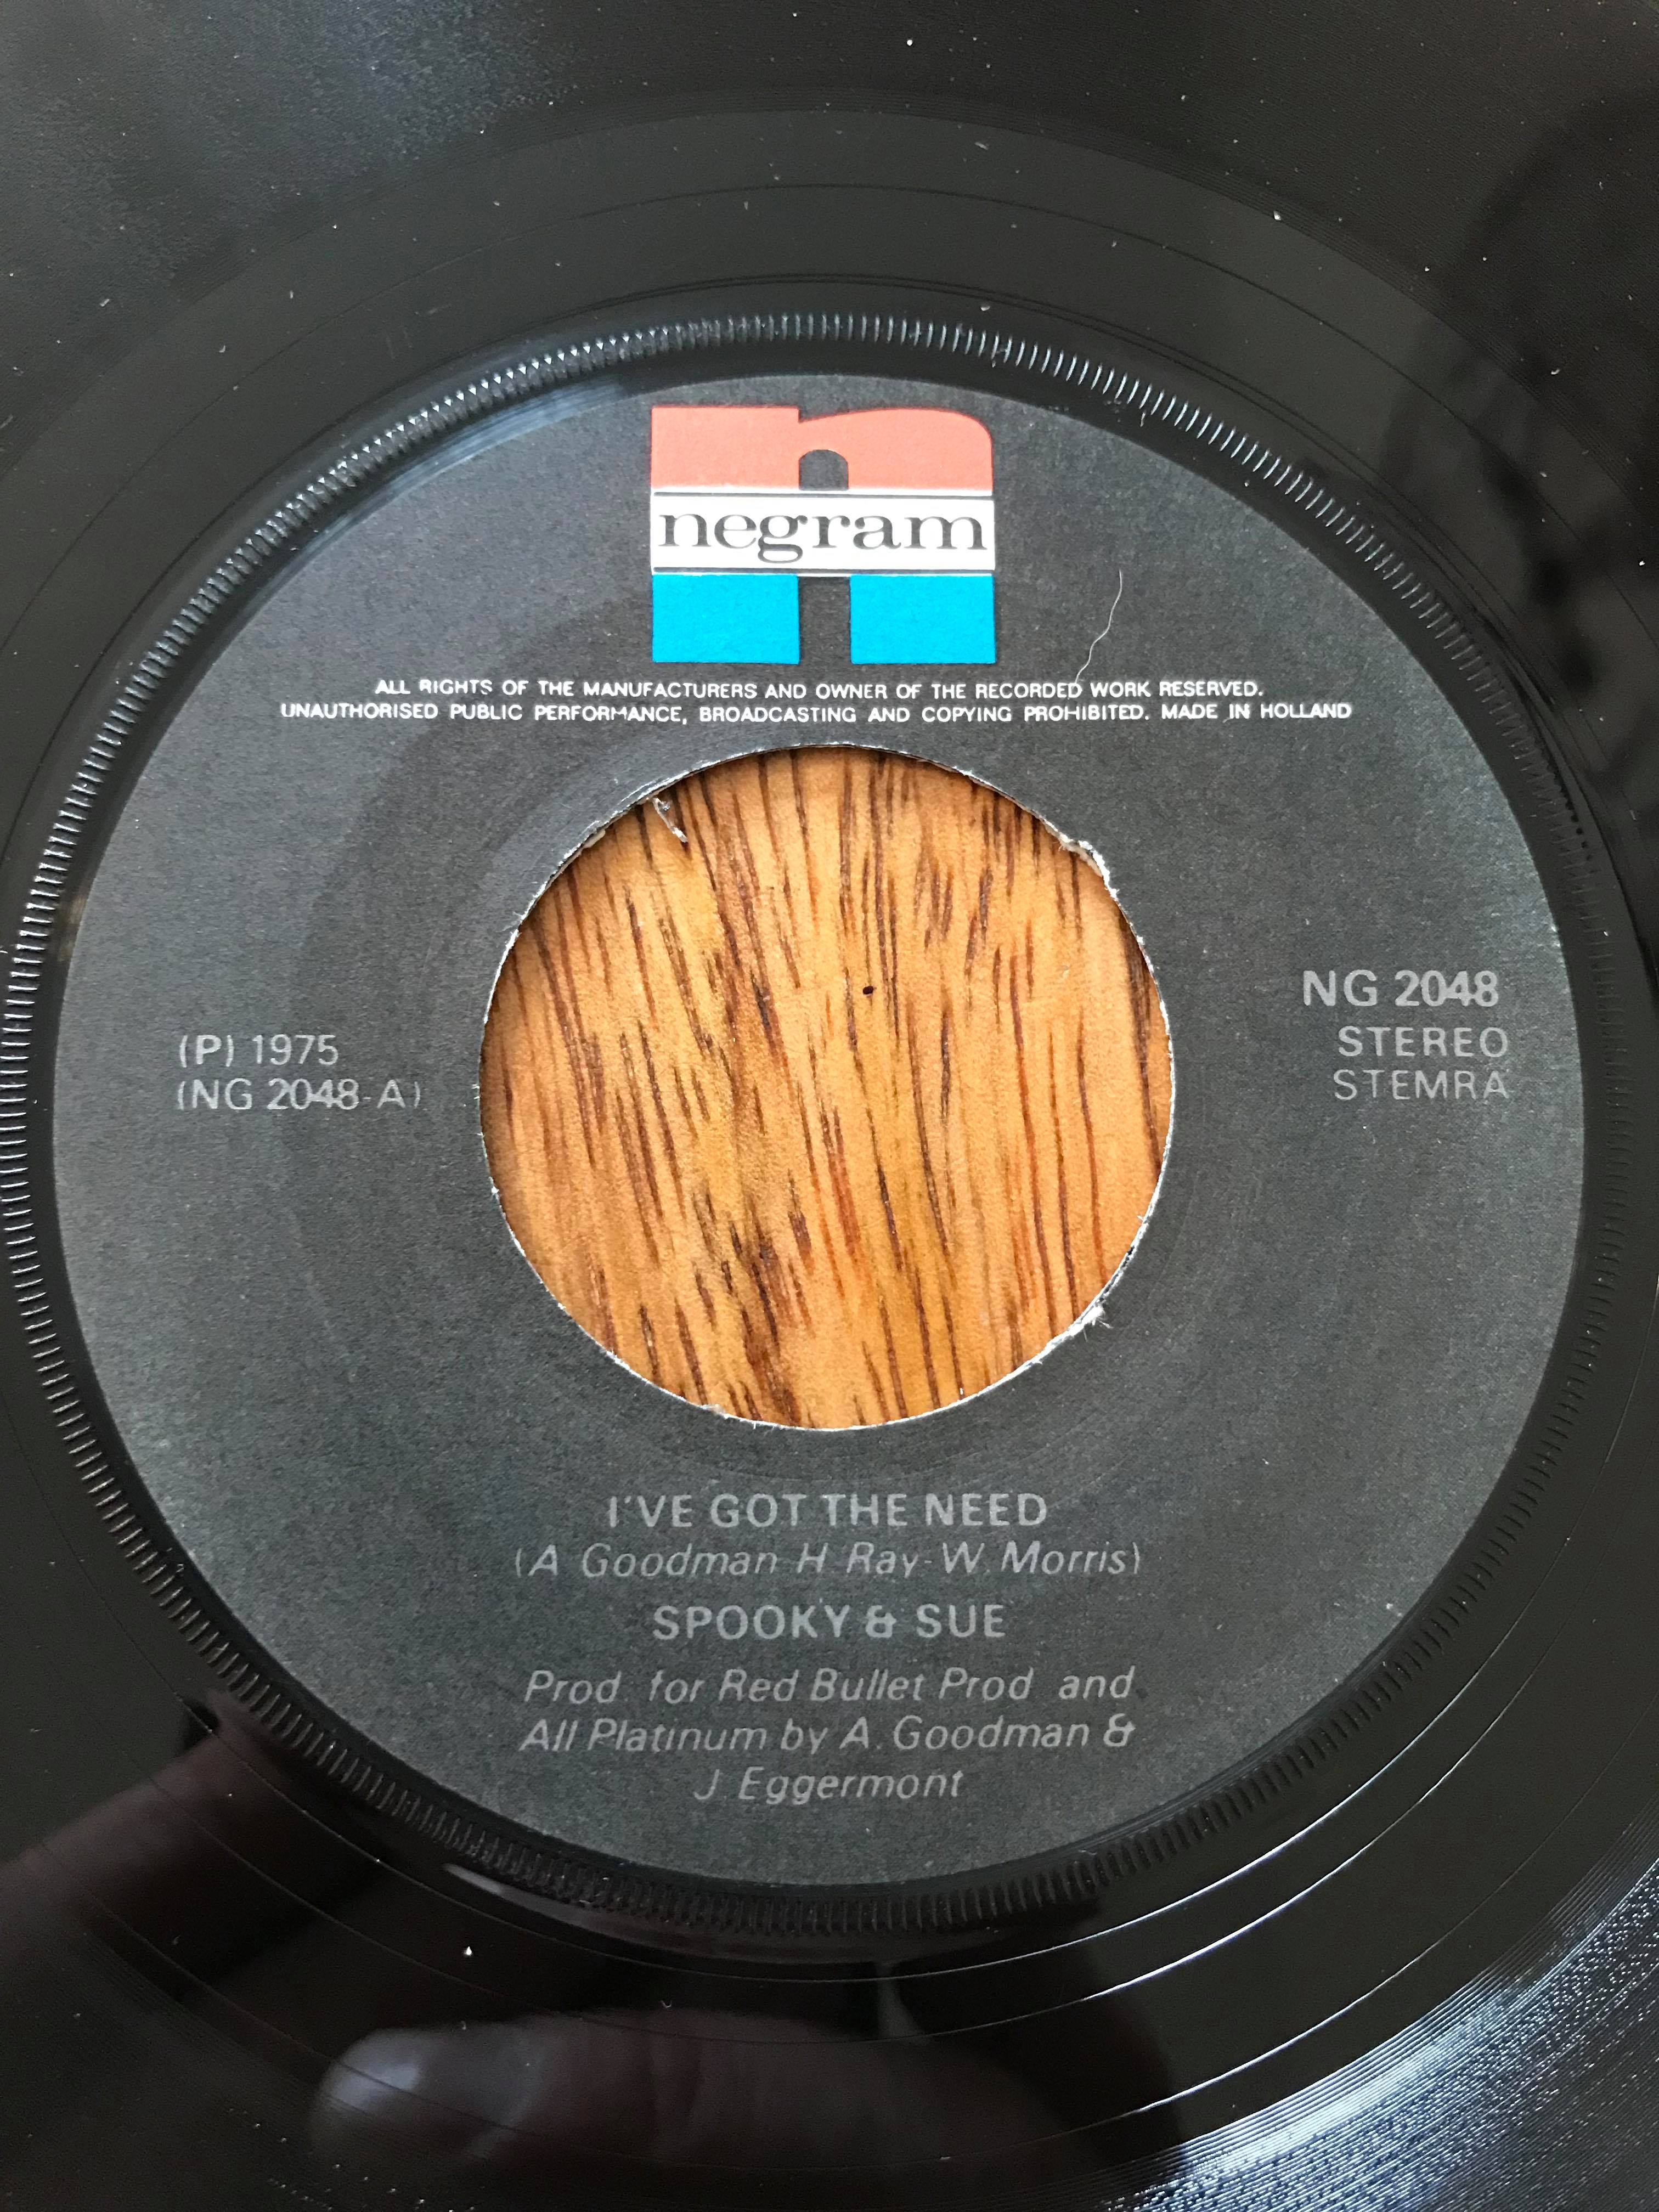 negram
ALL RIGHTS OF THE MANUFACTURERS AND OWNER OF THE RECORDED WORK RESERVED.
UNAUTHORISED PUBLIC PERFORMANCE, BROADCASTING AND COPYING PROHIBITED. MADE IN HOLLAND
NG 2048
STEREO
STEMRA
(P) 1975
(NG 2048-A)
I'VE GOT THE NEED
(A Goodman H Ray-W. Morris)
SPOOKY & SUE
Prod. for Red Bullet Prod and
All Platinum by A. Goodman &
J Eggermont